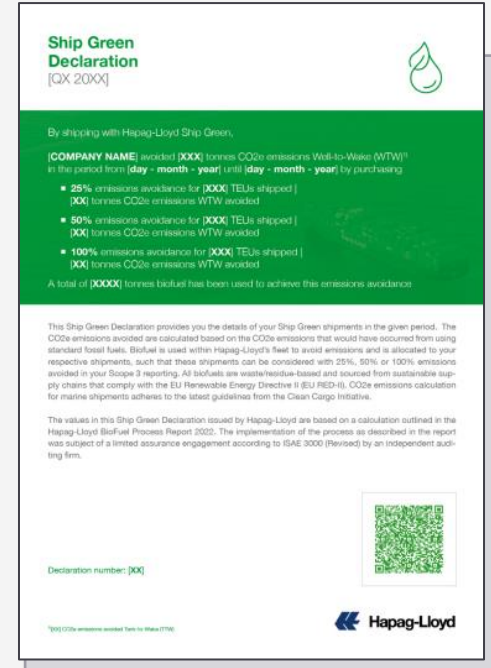 Ship Green
Declaration
[QX 20XX]
By shipping with Hapag-Lloyd Ship Green,
[COMPANY NAME] avoided [XXX] tonnes CO2e emissions Well-to-Wake (WTW)¹⁾
in the period from [day - month - year] until [day - month - year] by purchasing
▪ 25% emissions avoidance for [XXX] TEUs shipped |
[XX] tonnes CO2e emissions WTW avoided
▪ 50% emissions avoidance for [XXX] TEUs shipped |
[XX] tonnes CO2e emissions WTW avoided
▪ 100% emissions avoidance for [XXX] TEUs shipped |
[XX] tonnes CO2e emissions WTW avoided
A total of [XXXX] tonnes biofuel has been used to achieve this emissions avoidance
This Ship Green Declaration provides you the details of your Ship Green shipments in the given period. The
CO2e emissions avoided are calculated based on the CO2e emissions that would have occurred from using
standard fossil fuels. Biofuel is used within Hapag-Lloyd's fleet to avoid emissions and is allocated to your
respective shipments, such that these shipments can be considered with 25%, 50% or 100% emissions
avoided in your Scope 3 reporting. All biofuels are waste/residue-based and sourced from sustainable sup-
ply chains that comply with the EU Renewable Energy Directive II (EU RED-II). CO2e emissions calculation
for marine shipments adheres to the latest guidelines from the Clean Cargo Initiative.
The values in this Ship Green Declaration issued by Hapag-Lloyd are based on a calculation outlined in the
Hapag-Lloyd BioFuel Process Report 2022. The implementation of the process as described in the report
was subject of a limited assurance engagement according to ISAE 3000 (Revised) by an independent audi-
ting firm.
Declaration number: [XX]
¹⁾[XX] CO2e emissions avoided Tank-to-Wake (TTW)
Hapag-Lloyd